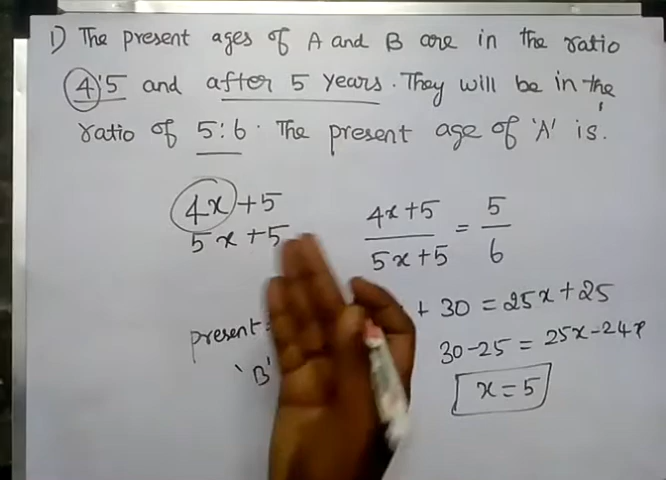 1) The present ages of A and B are in the ratio
4:5 and after 5 years. They will be in the
ratio of 5:6. The present age of 'A' is.
4x+5
5x+5
4x+5 / 5x+5 = 5 / 6
+ 30 = 25x+25
30-25 = 25x-24x
x=5
present:
'B'